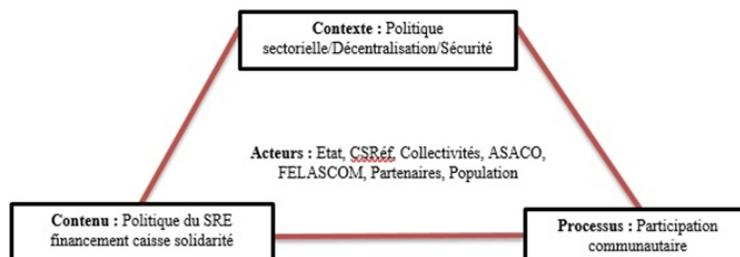 Contexte : Politique
sectorielle/Décentralisation/Sécurité
Acteurs : Etat, CSRéf, Collectivités, ASACO,
FELASCOM, Partenaires, Population
Contenu : Politique du SRE
financement caisse solidarité
Processus : Participation
communautaire